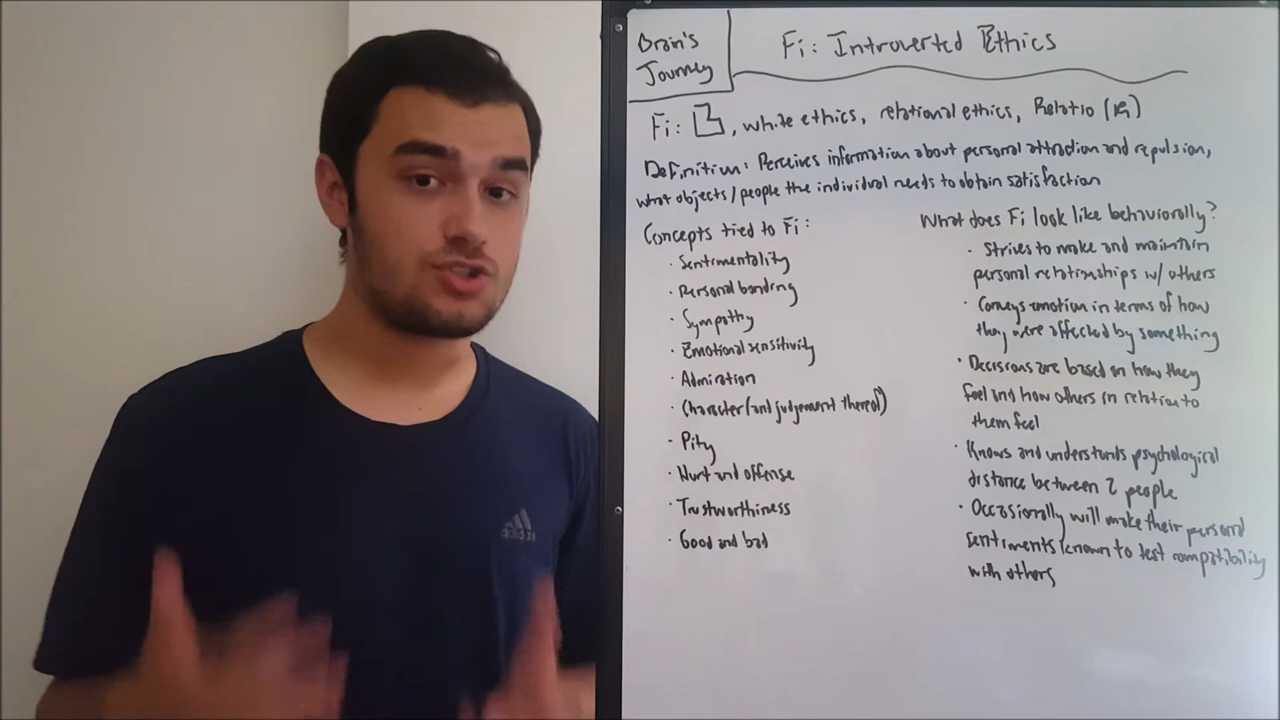 Brain's
Journey
Fi: Introverted Ethics
Fi: , white ethics, relational ethics, Relatio (R)
Definition: Perceives information about personal attraction and repulsion,
what objects/people the individual needs to obtain satisfaction
Concepts tied to Fi:
· Sentimentality
· Personal bonding
· Sympathy
· Emotional sensitivity
· Admiration
· Character (and judgement thereof)
· Pity
· Hurt and offense
· Trustworthiness
· Good and bad
What does Fi look like behaviorally?
· Strives to make and maintain
personal relationships w/ others
· Conveys emotion in terms of how
they were affected by something
· Decisions are based on how they
feel and how others in relation to
them feel
· Knows and understands psychological
distance between 2 people
· Occasionally will make their personal
sentiments known to test compatibility
with others
adidas